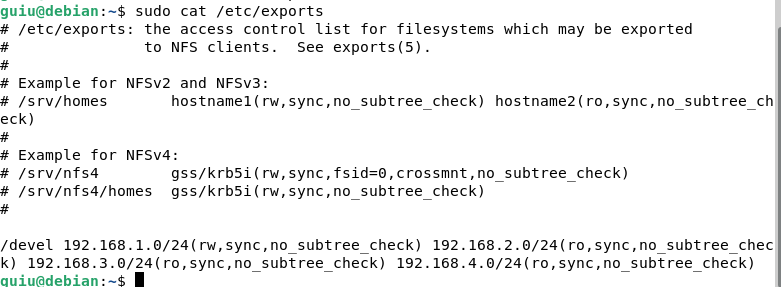 guiu@debian:~$ sudo cat /etc/exports
# /etc/exports: the access control list for filesystems which may be exported
#               to NFS clients.  See exports(5).
#
# Example for NFSv2 and NFSv3:
# /srv/homes       hostname1(rw,sync,no_subtree_check) hostname2(ro,sync,no_subtree_ch
eck)
#
# Example for NFSv4:
# /srv/nfs4        gss/krb5i(rw,sync,fsid=0,crossmnt,no_subtree_check)
# /srv/nfs4/homes  gss/krb5i(rw,sync,no_subtree_check)
#

/devel 192.168.1.0/24(rw,sync,no_subtree_check) 192.168.2.0/24(ro,sync,no_subtree_chec
k) 192.168.3.0/24(ro,sync,no_subtree_check) 192.168.4.0/24(ro,sync,no_subtree_check)
guiu@debian:~$